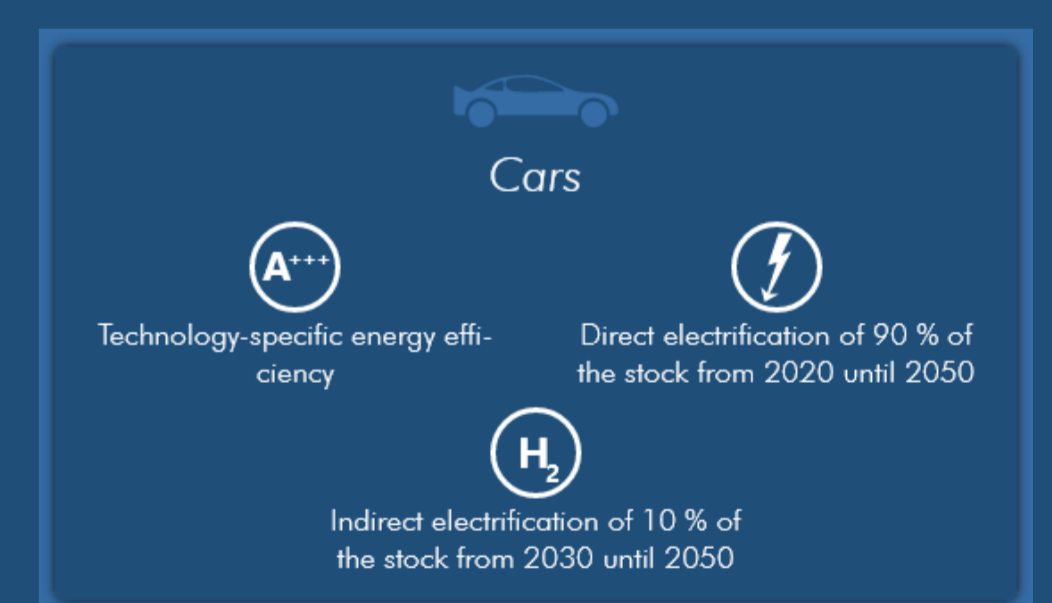 Cars
A+++
Technology-specific energy effi-
ciency
Direct electrification of 90 % of
the stock from 2020 until 2050
H2
Indirect electrification of 10 % of
the stock from 2030 until 2050